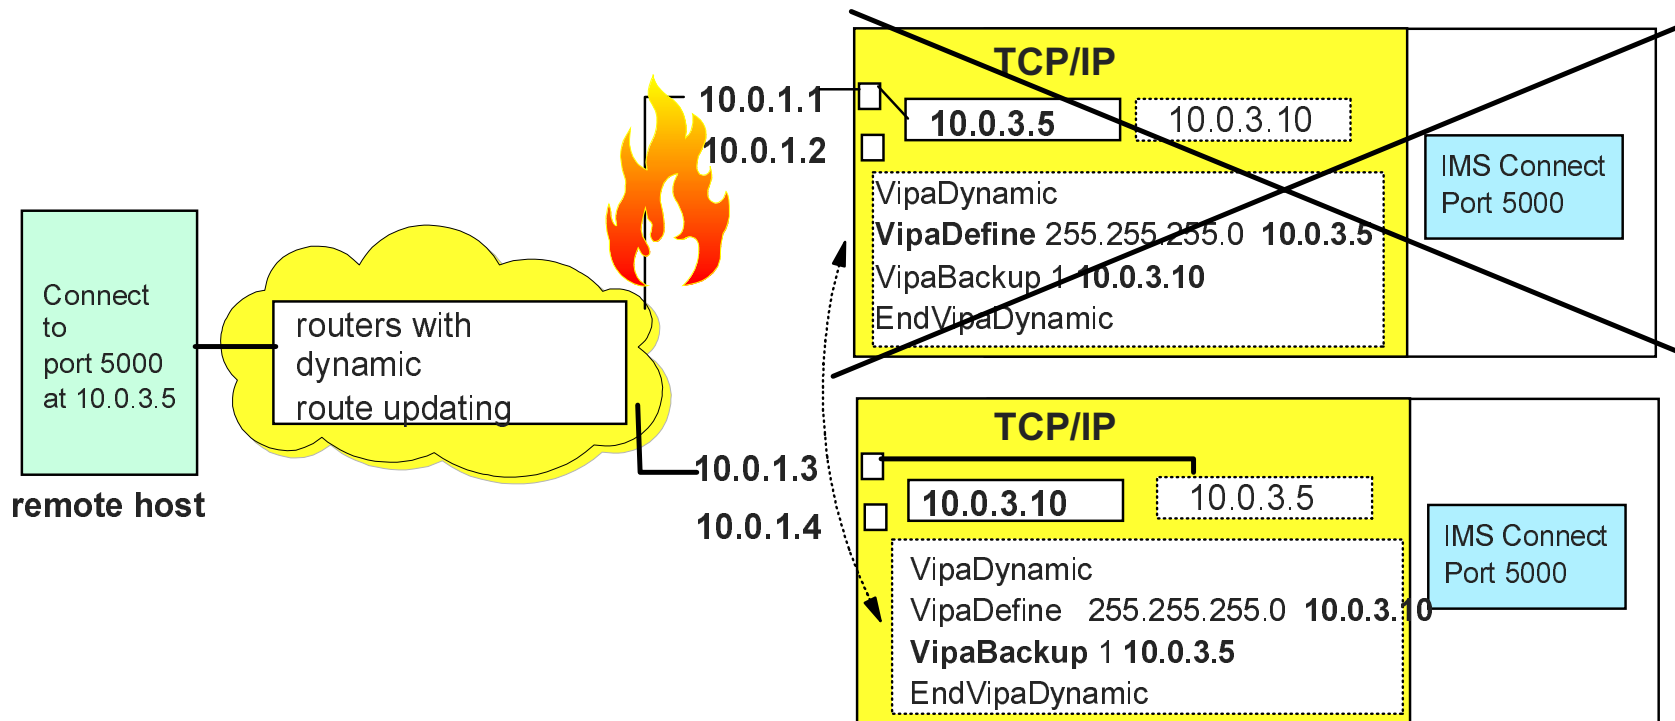 Connect
to
port 5000
at 10.0.3.5
remote host
routers with
dynamic
route updating
10.0.1.1
10.0.1.2
10.0.1.3
10.0.1.4
TCP/IP
10.0.3.5 10.0.3.10
VipaDynamic
VipaDefine 255.255.255.0 10.0.3.5
VipaBackup 1 10.0.3.10
EndVipaDynamic
IMS Connect
Port 5000
TCP/IP
10.0.3.10 10.0.3.5
VipaDynamic
VipaDefine 255.255.255.0 10.0.3.10
VipaBackup 1 10.0.3.5
EndVipaDynamic
IMS Connect
Port 5000